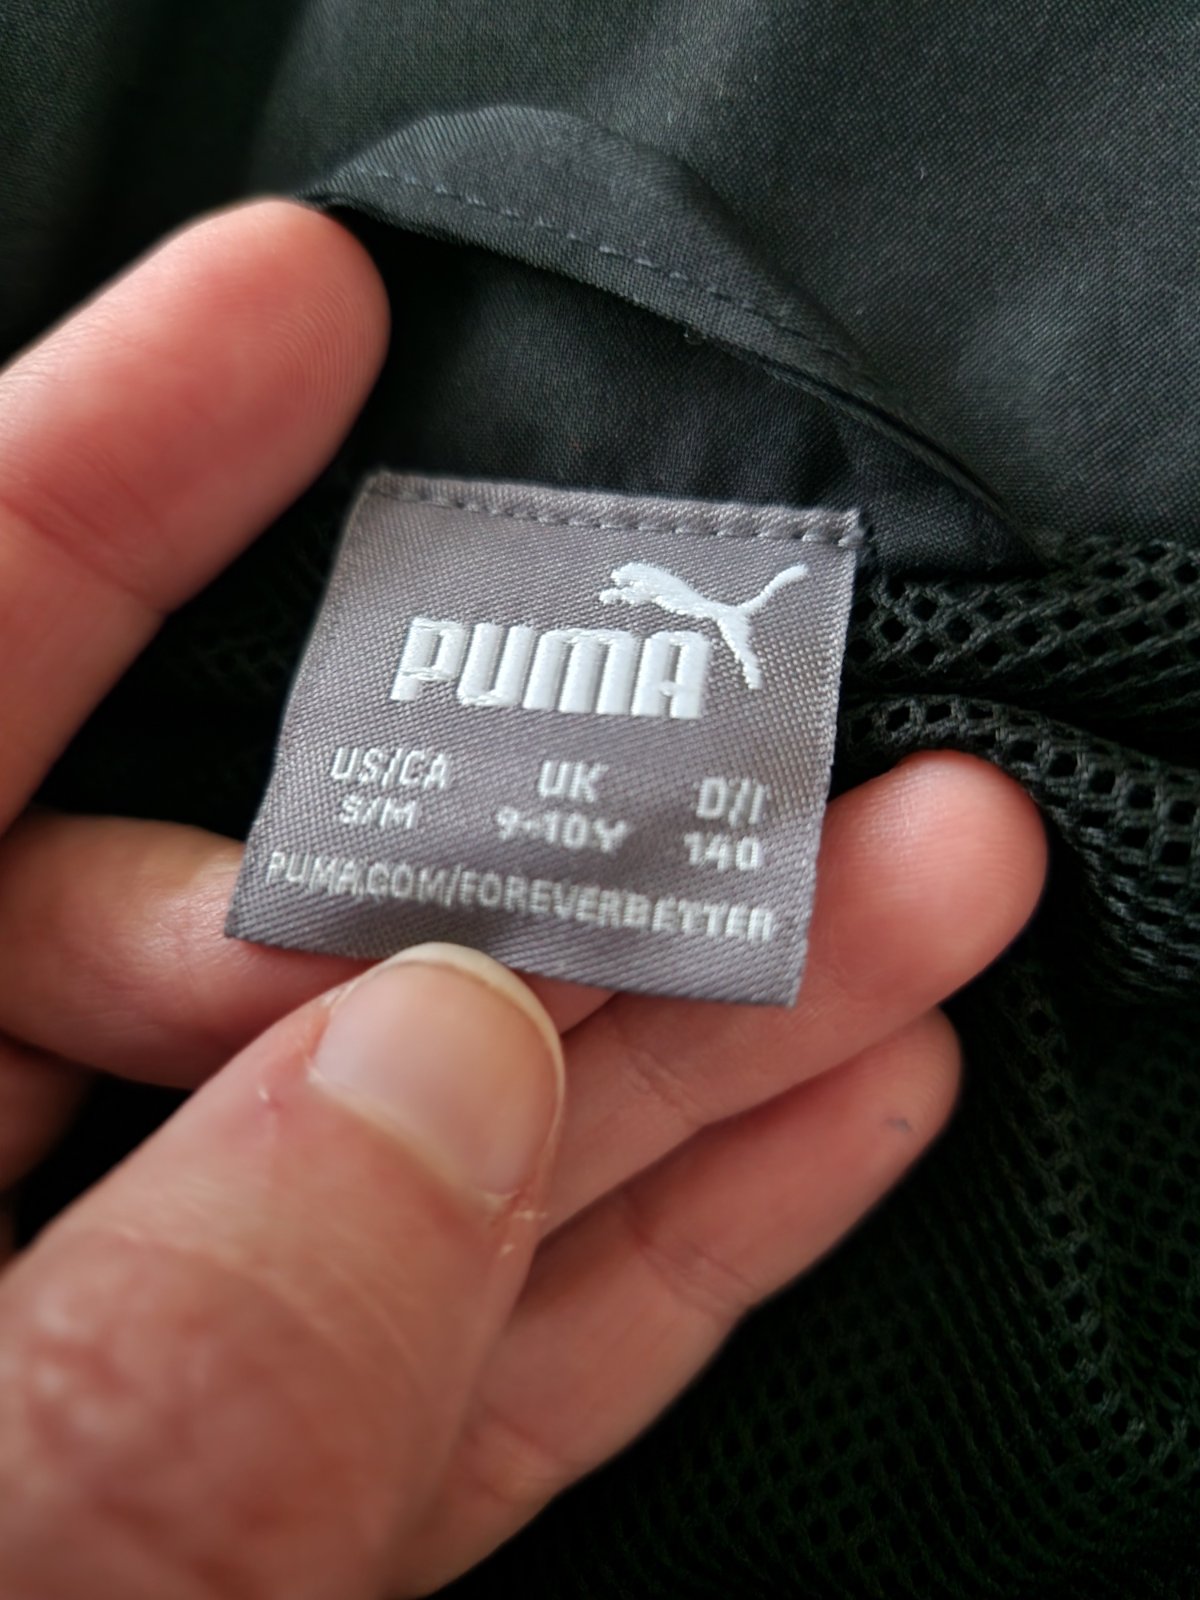 PUMA
US/CA UK D/I
S/M 9-10Y 140
PUMA.COM/FOREVERBETTER